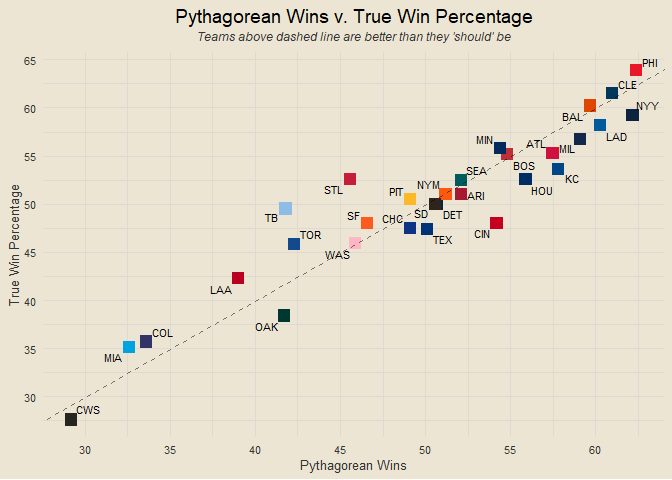 Pythagorean Wins v. True Win Percentage
Teams above dashed line are better than they 'should' be
True Win Percentage
65
60
55
50
45
40
35
30
PHI
CLE
NYY
BAL
LAD
MIN
ATL
MIL
BOS
KC
HOU
SEA
STL
NYM
PIT
ARI
TB
SF
CHC
SD
DET
CIN
TOR
TEX
WAS
LAA
OAK
COL
MIA
CWS
30
35
40
45
50
55
60
Pythagorean Wins